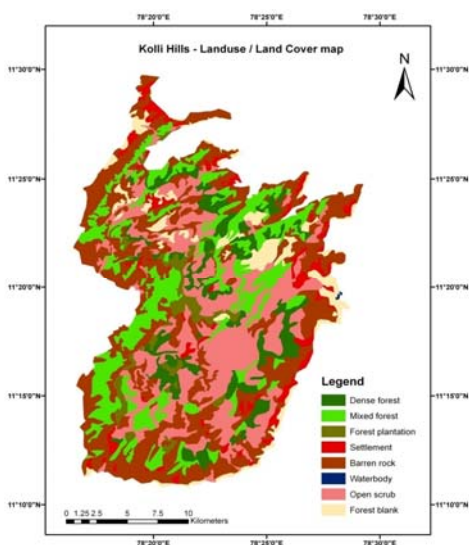 78°20'0"E 78°25'0"E 78°30'0"E
Kolli Hills - Landuse / Land Cover map
N
11°30'0"N 11°30'0"N
11°25'0"N 11°25'0"N
11°20'0"N 11°20'0"N
11°15'0"N 11°15'0"N
11°10'0"N 11°10'0"N
Legend
Dense forest
Mixed forest
Forest plantation
Settlement
Barren rock
Waterbody
Open scrub
Forest blank
0 1.25 2.5 5 7.5 10
Kilometers
78°20'0"E 78°25'0"E 78°30'0"E